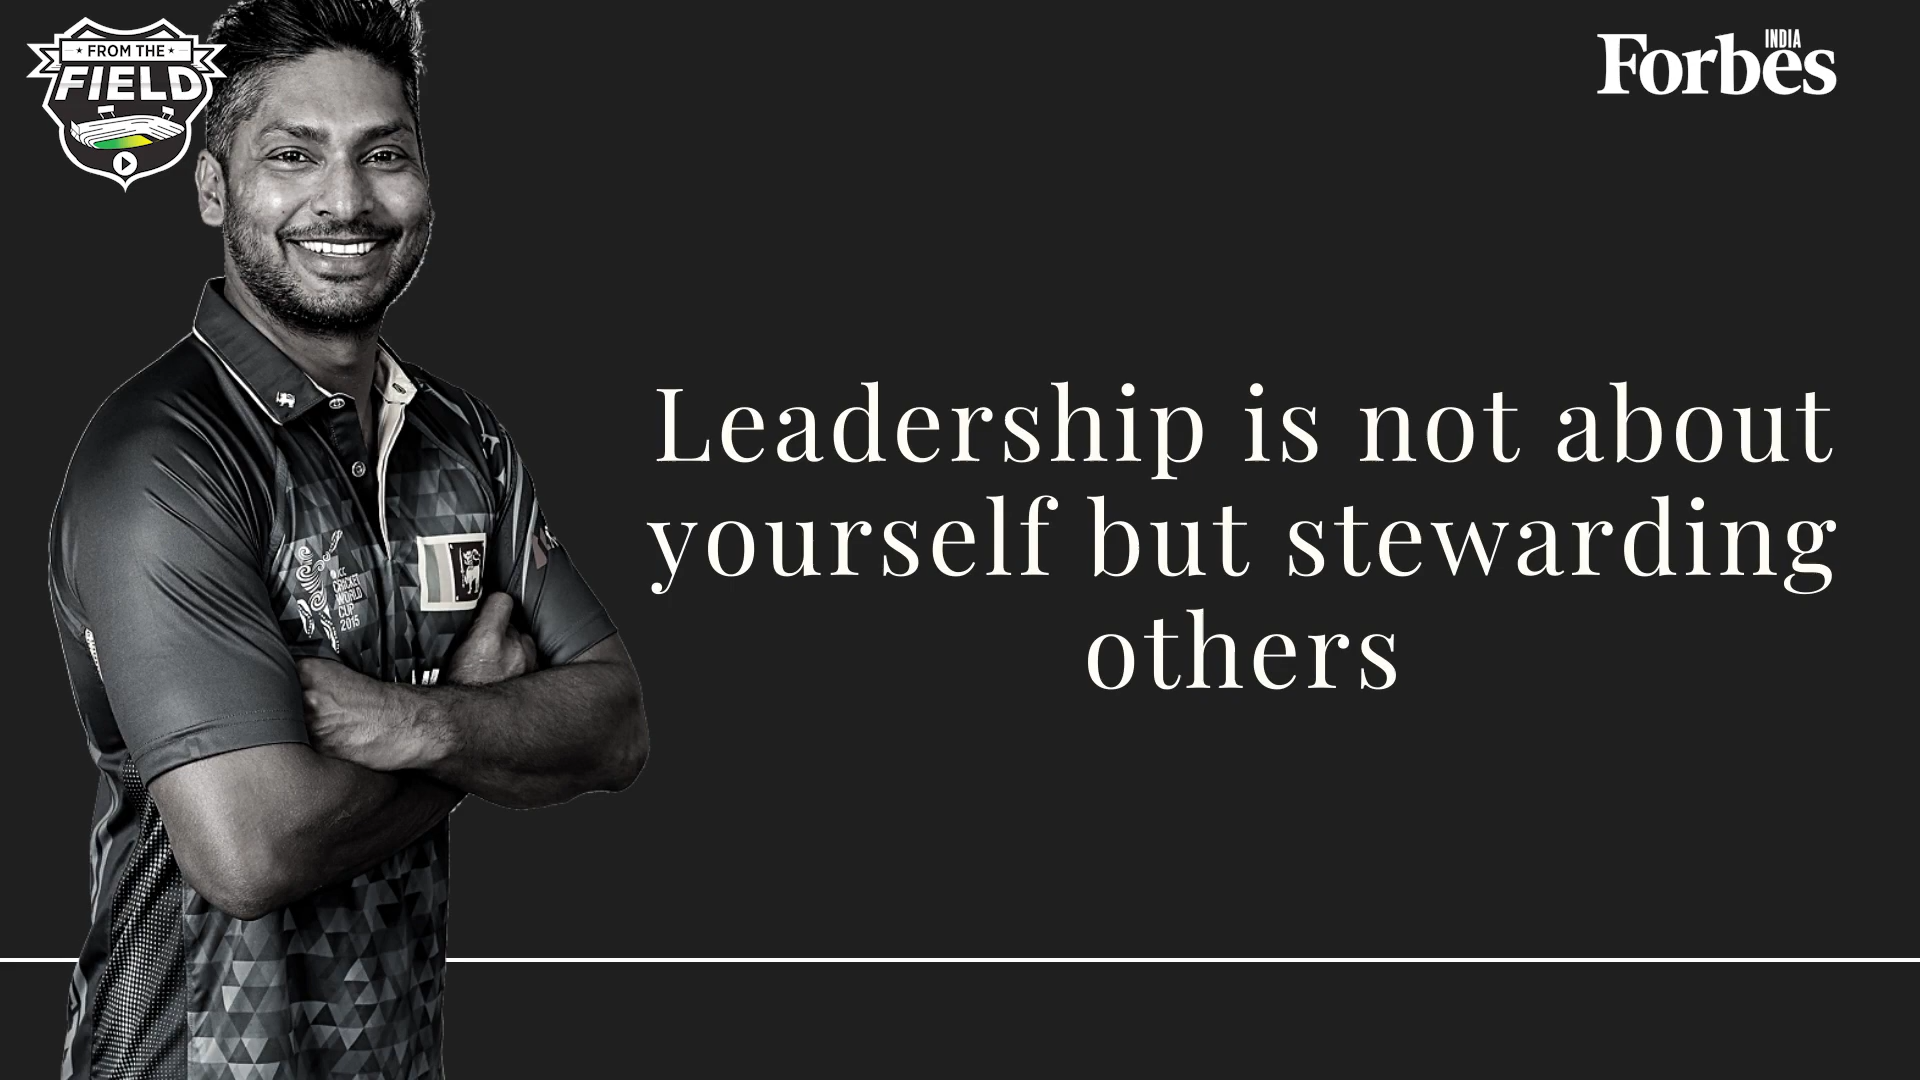 FROM THE
FIELD
INDIA
Forbes
Leadership is not about
yourself but stewarding
others
ICC
CRICKET
WORLD
CUP
2015